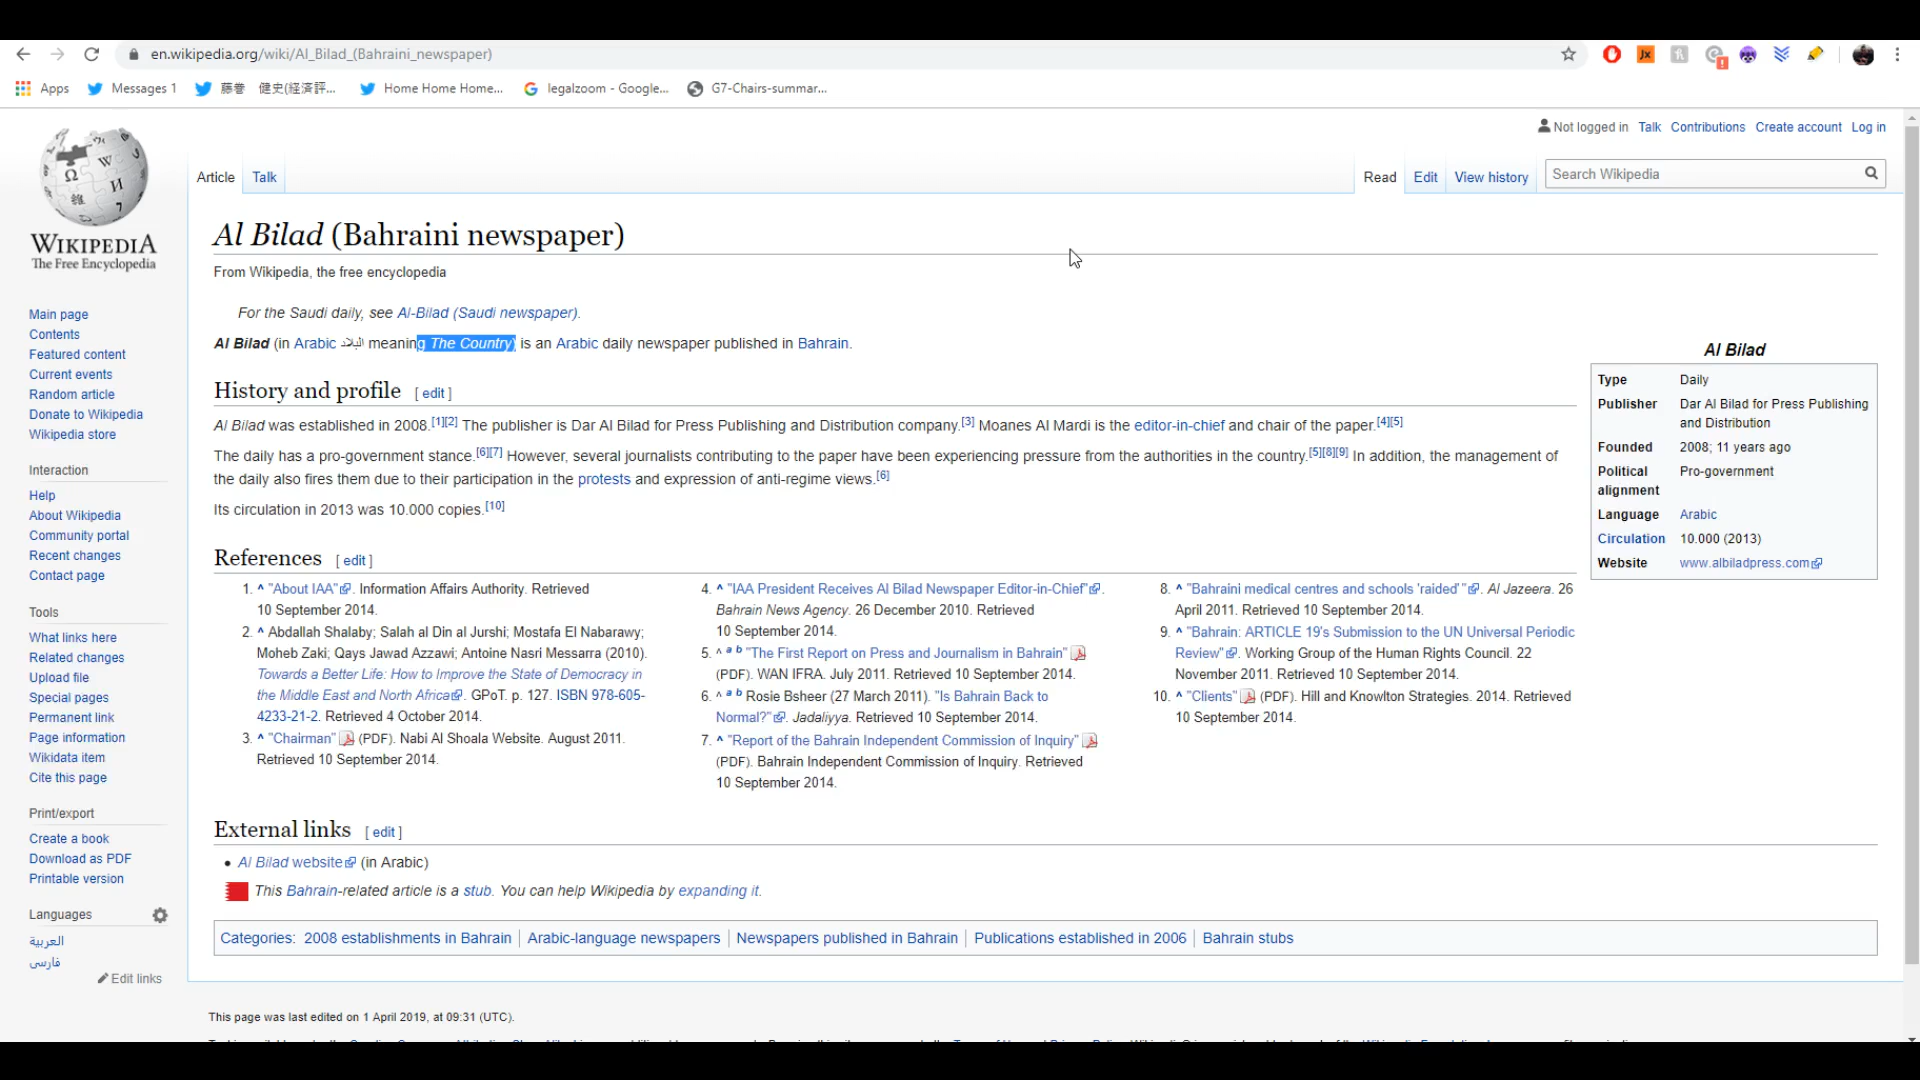 en.wikipedia.org/wiki/Al_Bilad_(Bahraini_newspaper)
Apps
Messages 1
藤巻 健史(経済評...
Home Home Home...
legalzoom - Google...
G7-Chairs-summar...
Not logged in Talk Contributions Create account Log in
Article Talk
Read Edit View history
Search Wikipedia
WIKIPEDIA
The Free Encyclopedia
Main page
Contents
Featured content
Current events
Random article
Donate to Wikipedia
Wikipedia store
Interaction
Help
About Wikipedia
Community portal
Recent changes
Contact page
Tools
What links here
Related changes
Upload file
Special pages
Permanent link
Page information
Wikidata item
Cite this page
Print/export
Create a book
Download as PDF
Printable version
Languages
العربية
فارسی
Edit links
Al Bilad (Bahraini newspaper)
From Wikipedia, the free encyclopedia
For the Saudi daily, see Al-Bilad (Saudi newspaper).
Al Bilad (in Arabic البلاد meaning The Country) is an Arabic daily newspaper published in Bahrain.
History and profile [ edit ]
Al Bilad was established in 2008.[1][2] The publisher is Dar Al Bilad for Press Publishing and Distribution company.[3] Moanes Al Mardi is the editor-in-chief and chair of the paper.[4][5]
The daily has a pro-government stance.[6][7] However, several journalists contributing to the paper have been experiencing pressure from the authorities in the country.[5][8][9] In addition, the management of
the daily also fires them due to their participation in the protests and expression of anti-regime views.[6]
Its circulation in 2013 was 10.000 copies.[10]
Al Bilad
Type Daily
Publisher Dar Al Bilad for Press Publishing
and Distribution
Founded 2008; 11 years ago
Political Pro-government
alignment
Language Arabic
Circulation 10.000 (2013)
Website www.albiladpress.com
References [ edit ]
1. ^ "About IAA". Information Affairs Authority. Retrieved
10 September 2014.
2. ^ Abdallah Shalaby; Salah al Din al Jurshi; Mostafa El Nabarawy;
Moheb Zaki; Qays Jawad Azzawi; Antoine Nasri Messarra (2010).
Towards a Better Life: How to Improve the State of Democracy in
the Middle East and North Africa. GPoT. p. 127. ISBN 978-605-
4233-21-2. Retrieved 4 October 2014.
3. ^ "Chairman" (PDF). Nabi Al Shoala Website. August 2011.
Retrieved 10 September 2014.
4. ^ "IAA President Receives Al Bilad Newspaper Editor-in-Chief".
Bahrain News Agency. 26 December 2010. Retrieved
10 September 2014.
5. ^ a b "The First Report on Press and Journalism in Bahrain"
(PDF). WAN IFRA. July 2011. Retrieved 10 September 2014.
6. ^ a b Rosie Bsheer (27 March 2011). "Is Bahrain Back to
Normal?". Jadaliyya. Retrieved 10 September 2014.
7. ^ "Report of the Bahrain Independent Commission of Inquiry"
(PDF). Bahrain Independent Commission of Inquiry. Retrieved
10 September 2014.
8. ^ "Bahraini medical centres and schools 'raided'". Al Jazeera. 26
April 2011. Retrieved 10 September 2014.
9. ^ "Bahrain: ARTICLE 19's Submission to the UN Universal Periodic
Review". Working Group of the Human Rights Council. 22
November 2011. Retrieved 10 September 2014.
10. ^ "Clients" (PDF). Hill and Knowlton Strategies. 2014. Retrieved
10 September 2014.
External links [ edit ]
• Al Bilad website (in Arabic)
This Bahrain-related article is a stub. You can help Wikipedia by expanding it.
Categories: 2008 establishments in Bahrain | Arabic-language newspapers | Newspapers published in Bahrain | Publications established in 2006 | Bahrain stubs
This page was last edited on 1 April 2019, at 09:31 (UTC).